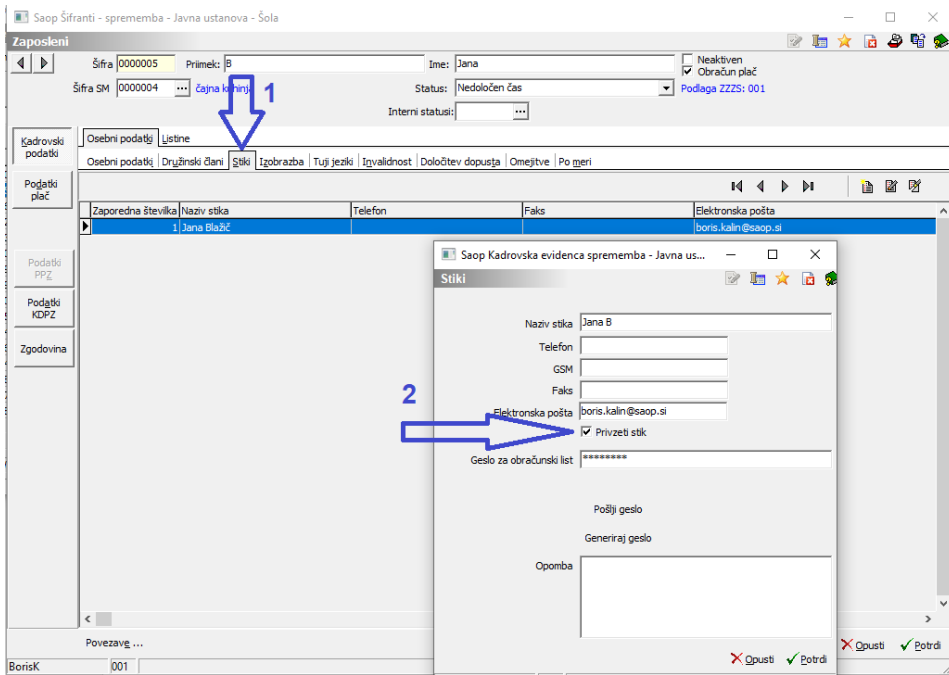 Saop Šifranti - sprememba - Javna ustanova - Šola
Zaposleni
Šifra 0000005 Priimek: B Ime: Jana Neaktiven
Obračun plač
Šifra SM 0000004 ... čajna kuhinja Status: Nedoločen čas Podlaga ZZZS: 001
1
Interni statusi: ...
Kadrovski podatki
Osebni podatki Listine
Osebni podatki Družinski člani Stiki Izobrazba Tuji jeziki Invalidnost Določitev dopusta Omejitve Po meri
Podatki plač
Zaporedna številka Naziv stika Telefon Faks Elektronska pošta
1 Jana Blažič boris.kalin@saop.si
Podatki PPZ
Podatki KDPZ
Zgodovina
Saop Kadrovska evidenca sprememba - Javna us...
Stiki
Naziv stika Jana B
Telefon
GSM
Faks
2
Elektronska pošta boris.kalin@saop.si
Privzeti stik
Geslo za obračunski list ********
Pošlji geslo
Generiraj geslo
Opomba
Opusti Potrdi
Povezave ...
Opusti Potrdi
BorisK 001